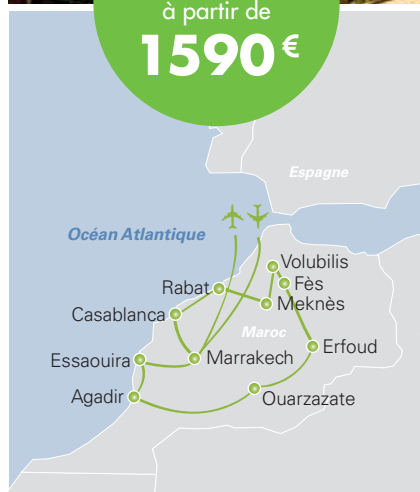 à partir de
1590 €
Espagne
Océan Atlantique
Volubilis
Fès
Rabat
Meknès
Casablanca
Maroc
Erfoud
Essaouira
Marrakech
Agadir
Ouarzazate